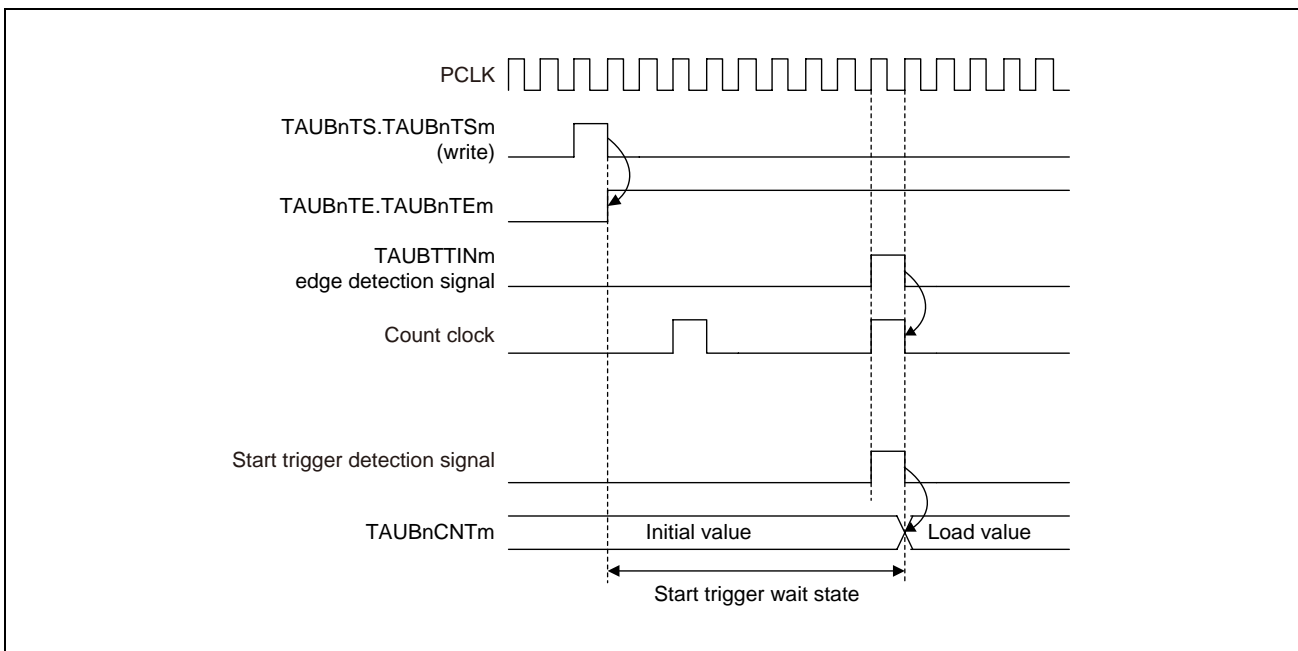 PCLK
TAUBnTS.TAUBnTSm
(write)
TAUBnTE.TAUBnTEm
TAUBTTINm
edge detection signal
Count clock
Start trigger detection signal
TAUBnCNTm
Initial value
Load value
Start trigger wait state